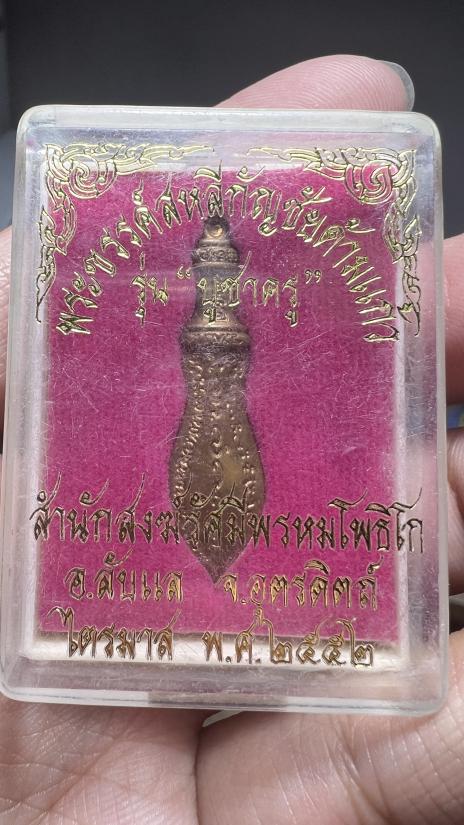 พระขรรค์สหลีกัญชัยด้ามแก้ว
รุ่น "บูชาครู"
สำนักสงฆ์รัศมีพรหมโพธิโก
อ.ลับแล จ.อุตรดิตถ์
ไตรมาส พ.ศ.๒๕๕๒